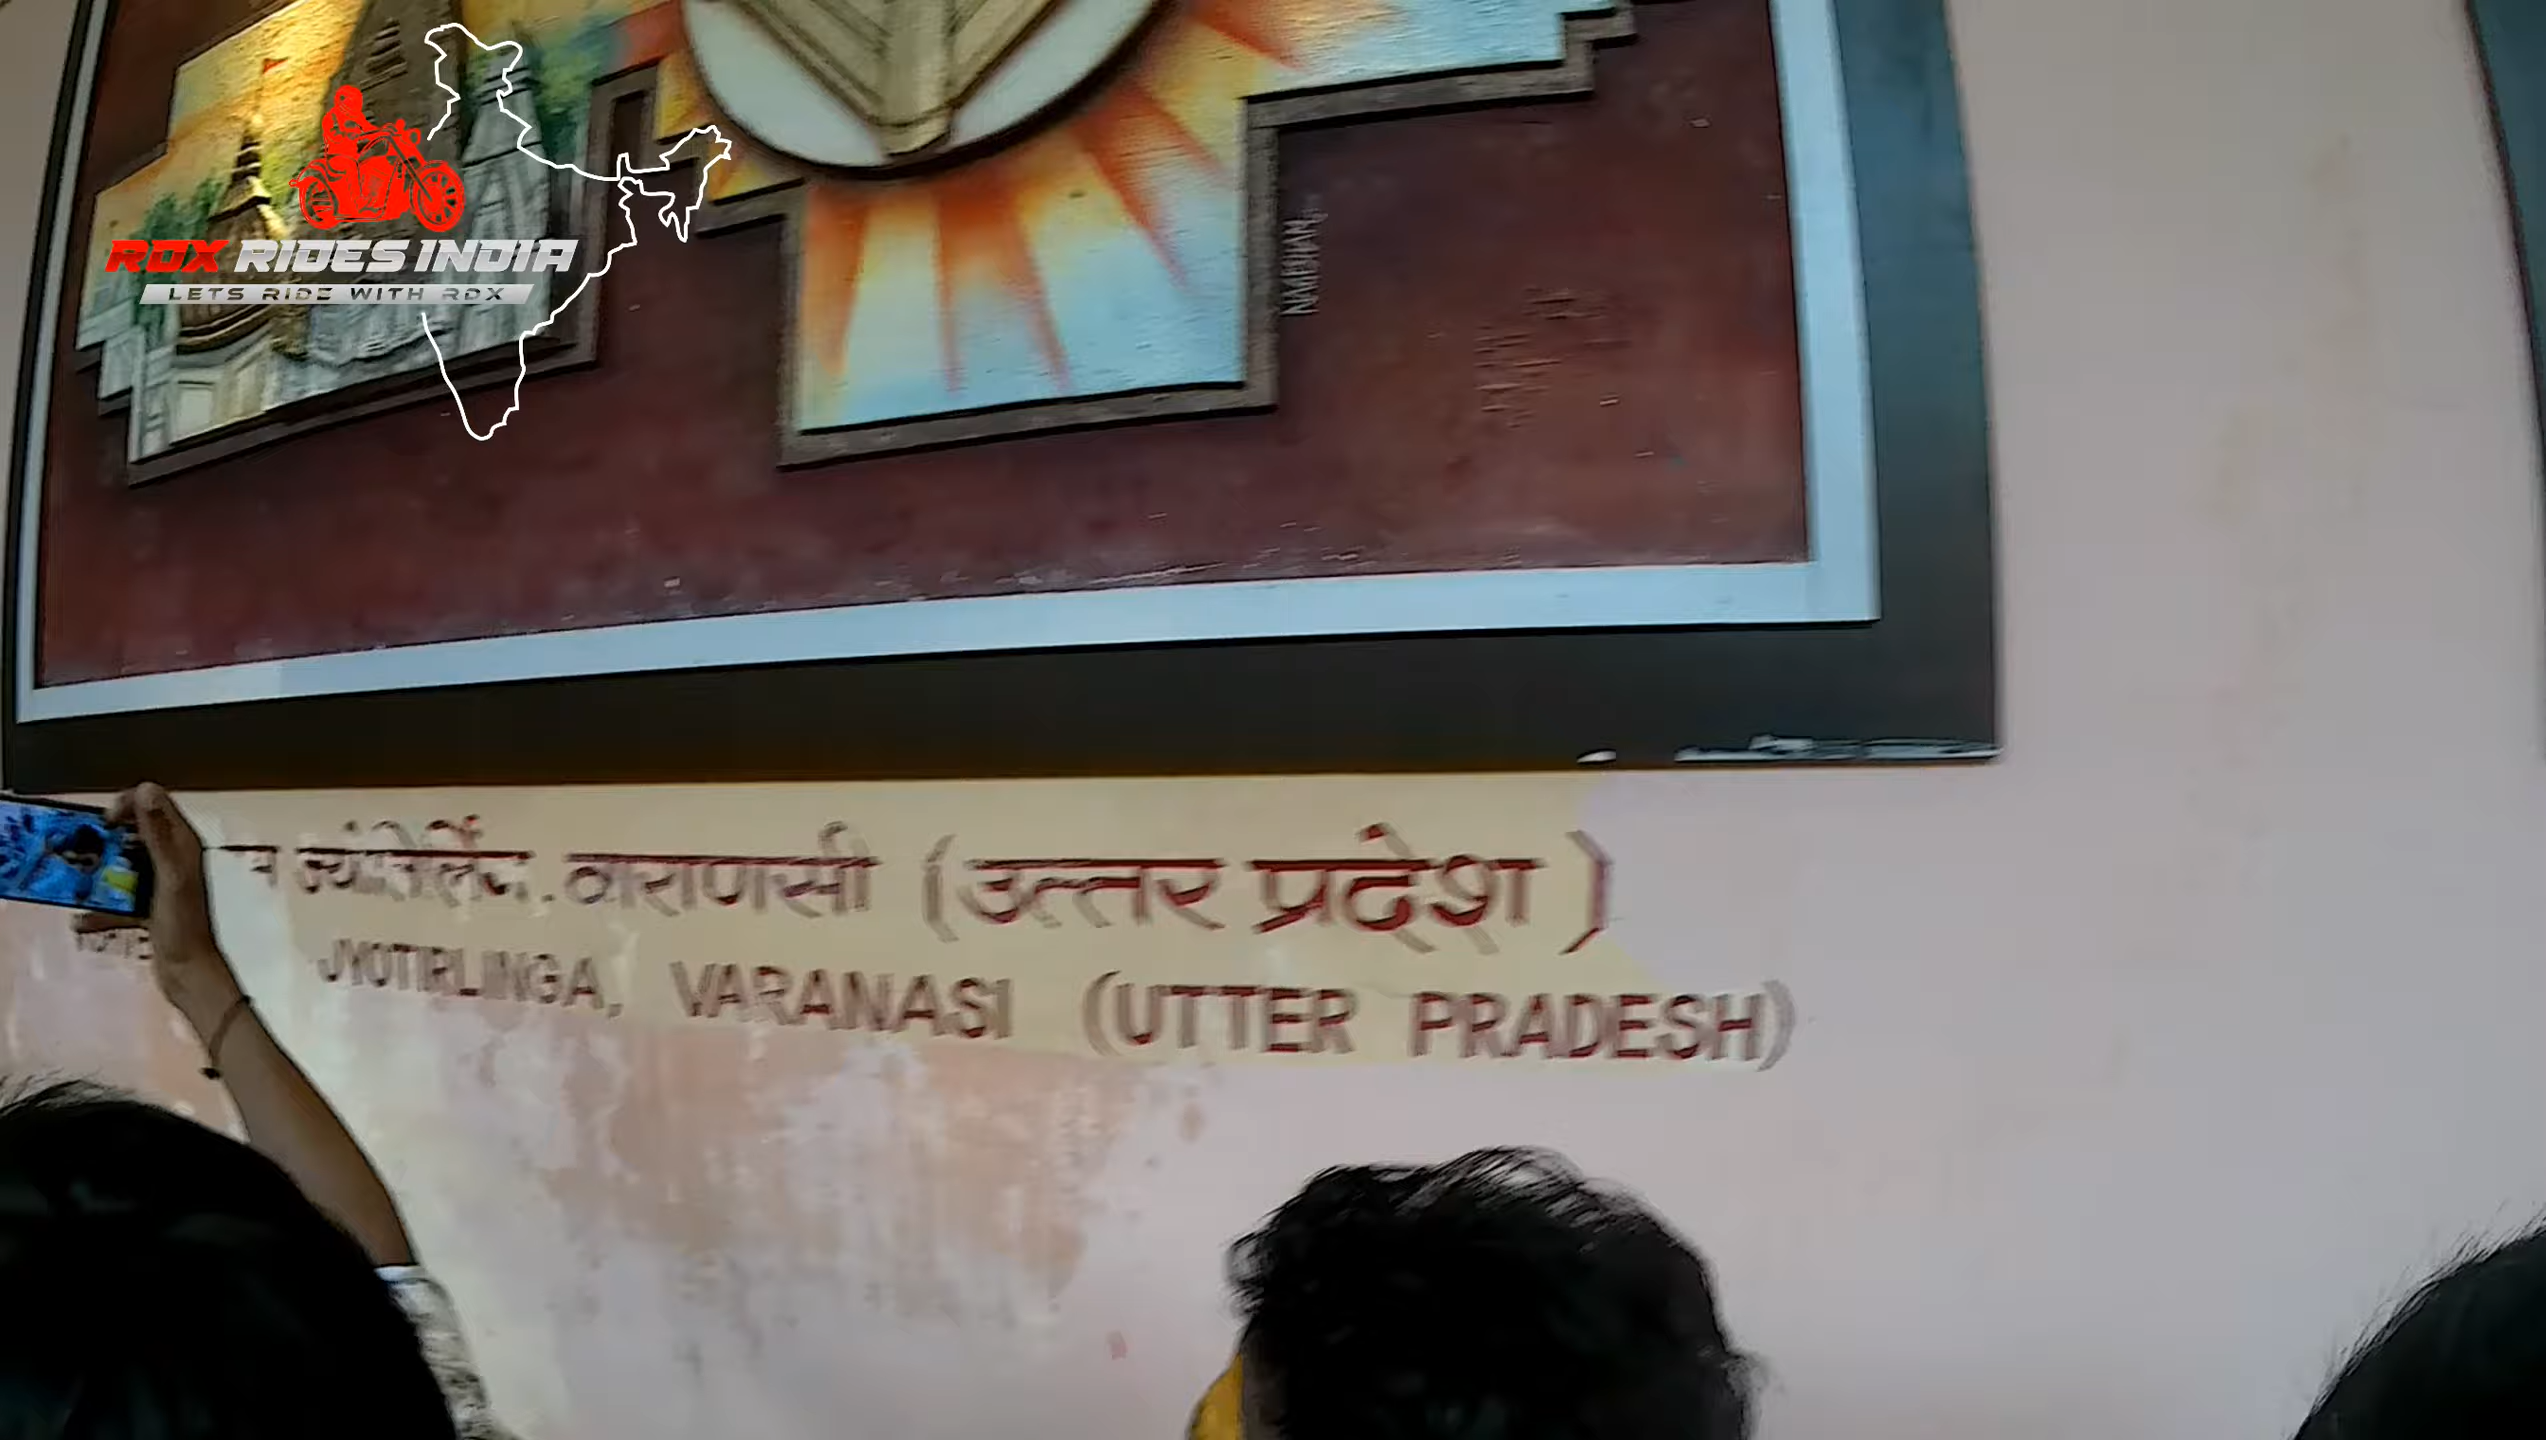 RDX RIDES INDIA
LETS RIDE WITH RDX
ज्योतिर्लिंग, वाराणसी (उत्तर प्रदेश)
JYOTIRLINGA, VARANASI (UTTER PRADESH)